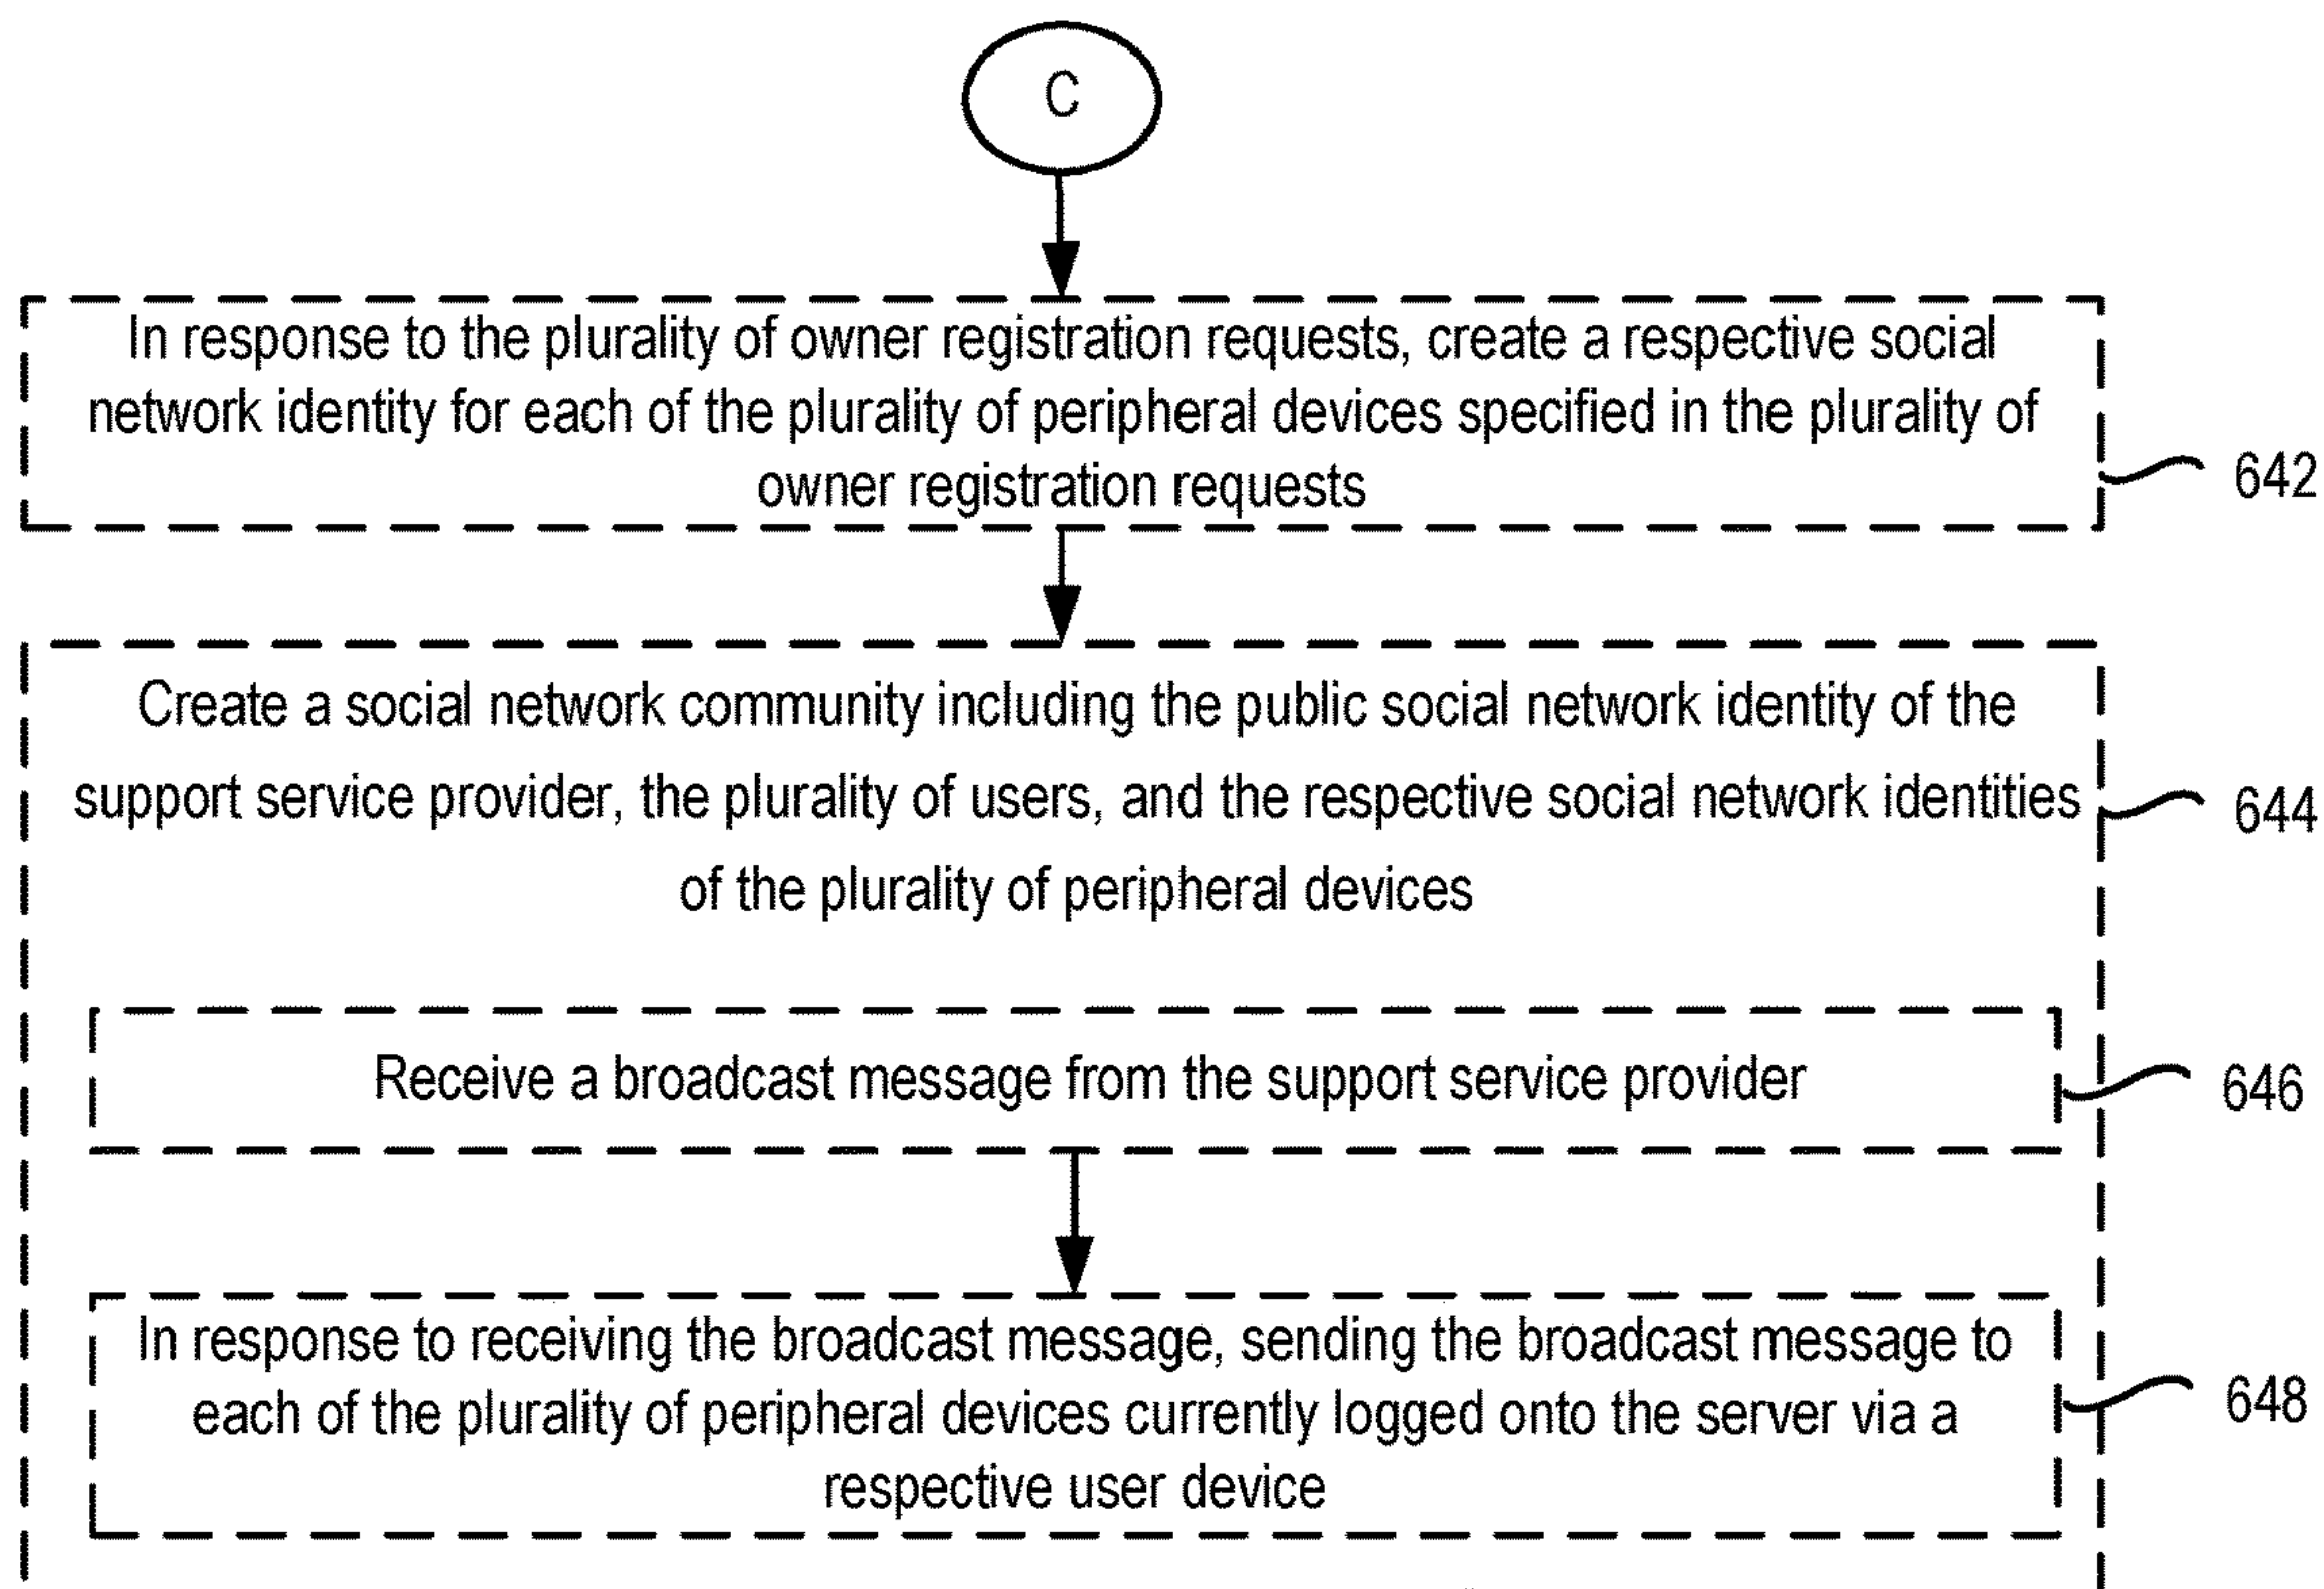 C
In response to the plurality of owner registration requests, create a respective social
network identity for each of the plurality of peripheral devices specified in the plurality of
owner registration requests
642
Create a social network community including the public social network identity of the
support service provider, the plurality of users, and the respective social network identities
644
of the plurality of peripheral devices
Receive a broadcast message from the support service provider
646
In response to receiving the broadcast message, sending the broadcast message to
each of the plurality of peripheral devices currently logged onto the server via a
648
respective user device